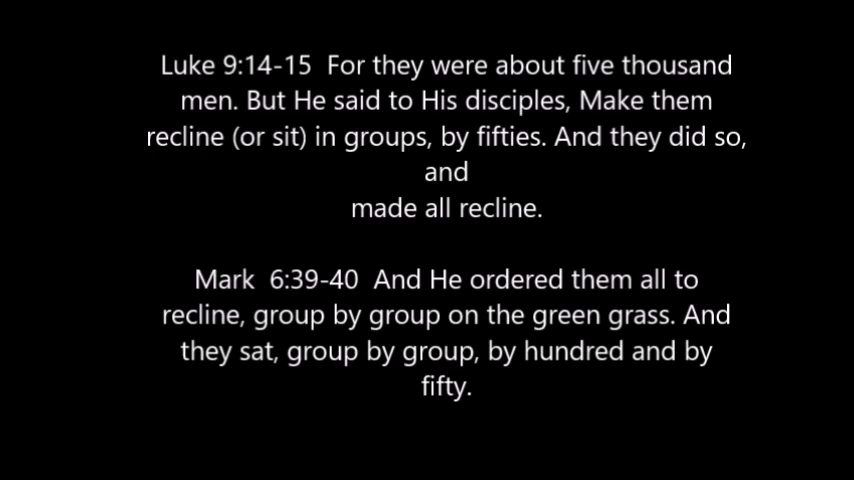 Luke 9:14-15  For they were about five thousand
men. But He said to His disciples, Make them
recline (or sit) in groups, by fifties. And they did so,
and
made all recline.
Mark  6:39-40  And He ordered them all to
recline, group by group on the green grass. And
they sat, group by group, by hundred and by
fifty.